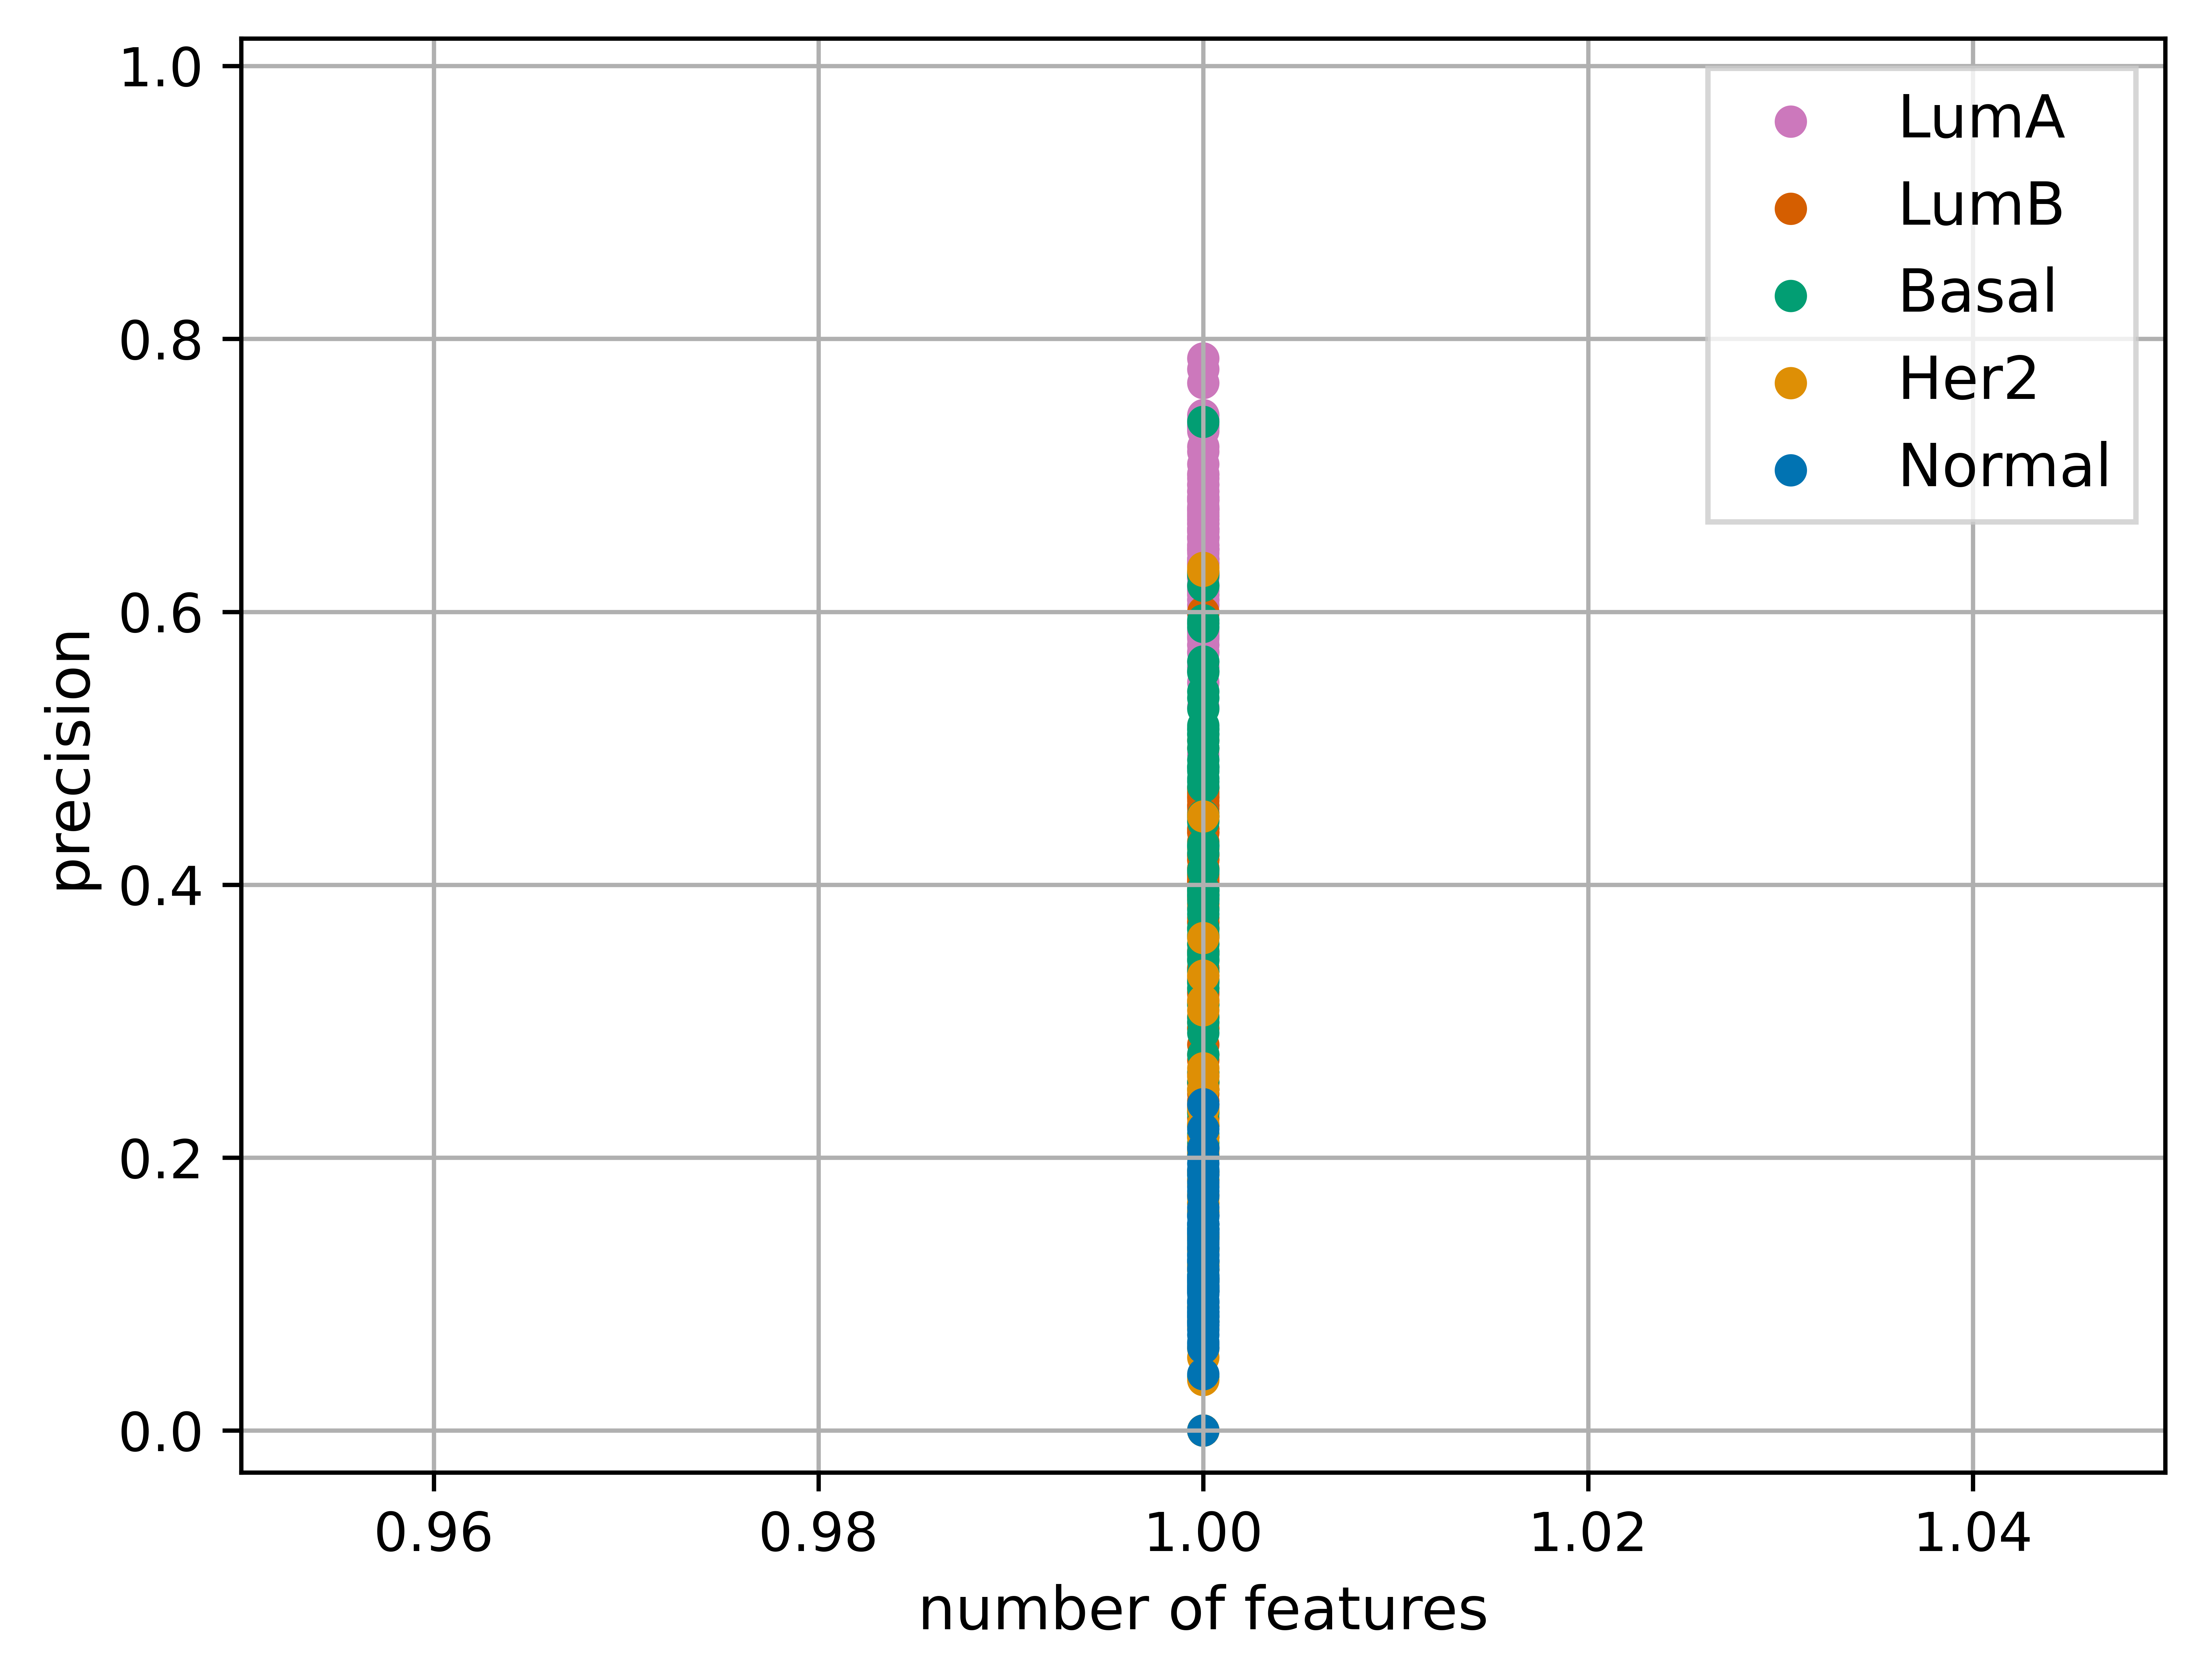 1.0
0.8
0.6
0.4
0.2
0.0
precision
0.96 0.98 1.00 1.02 1.04
number of features
LumA
LumB
Basal
Her2
Normal